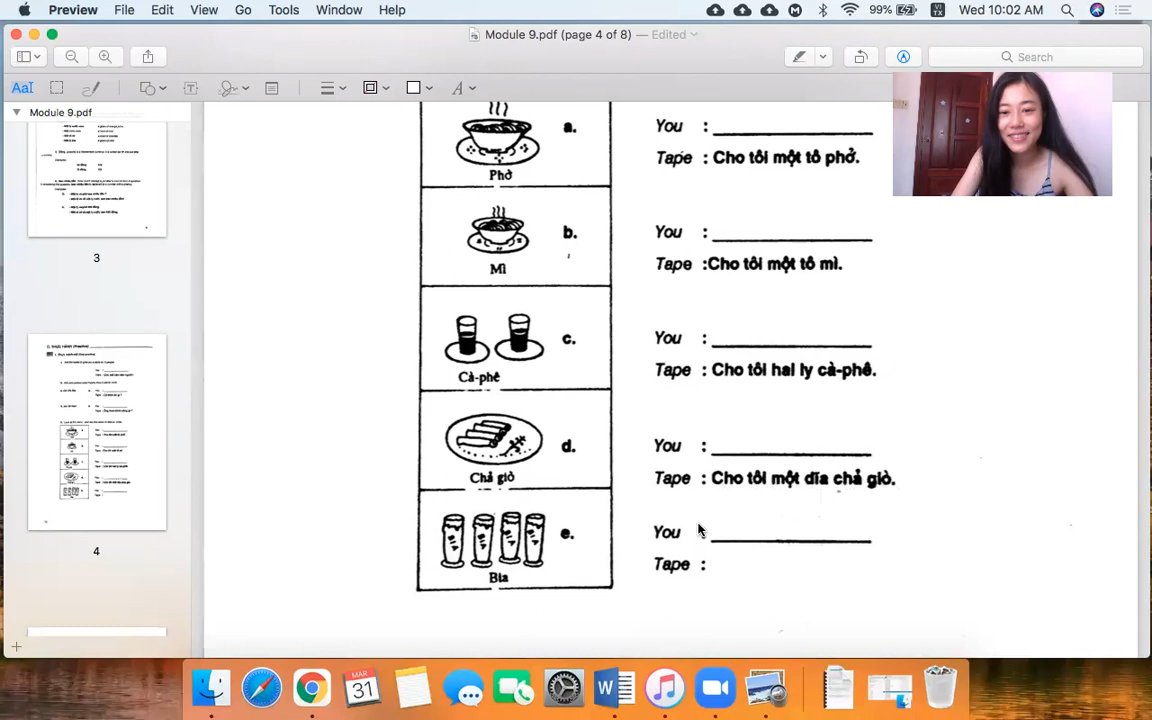 Preview File Edit View Go Tools Window Help 99% VI TX Wed 10:02 AM
Module 9.pdf (page 4 of 8) — Edited
Search
AaI
Module 9.pdf
3
4
a.
Phở
You :
Tape : Cho tôi một tô phở.
b.
Mì
You :
Tape :Cho tôi một tô mì.
c.
Cà-phê
You :
Tape : Cho tôi hai ly cà-phê.
d.
Chả giò
You :
Tape : Cho tôi một dĩa chả giò.
e.
Bia
You
Tape :
MAR
31